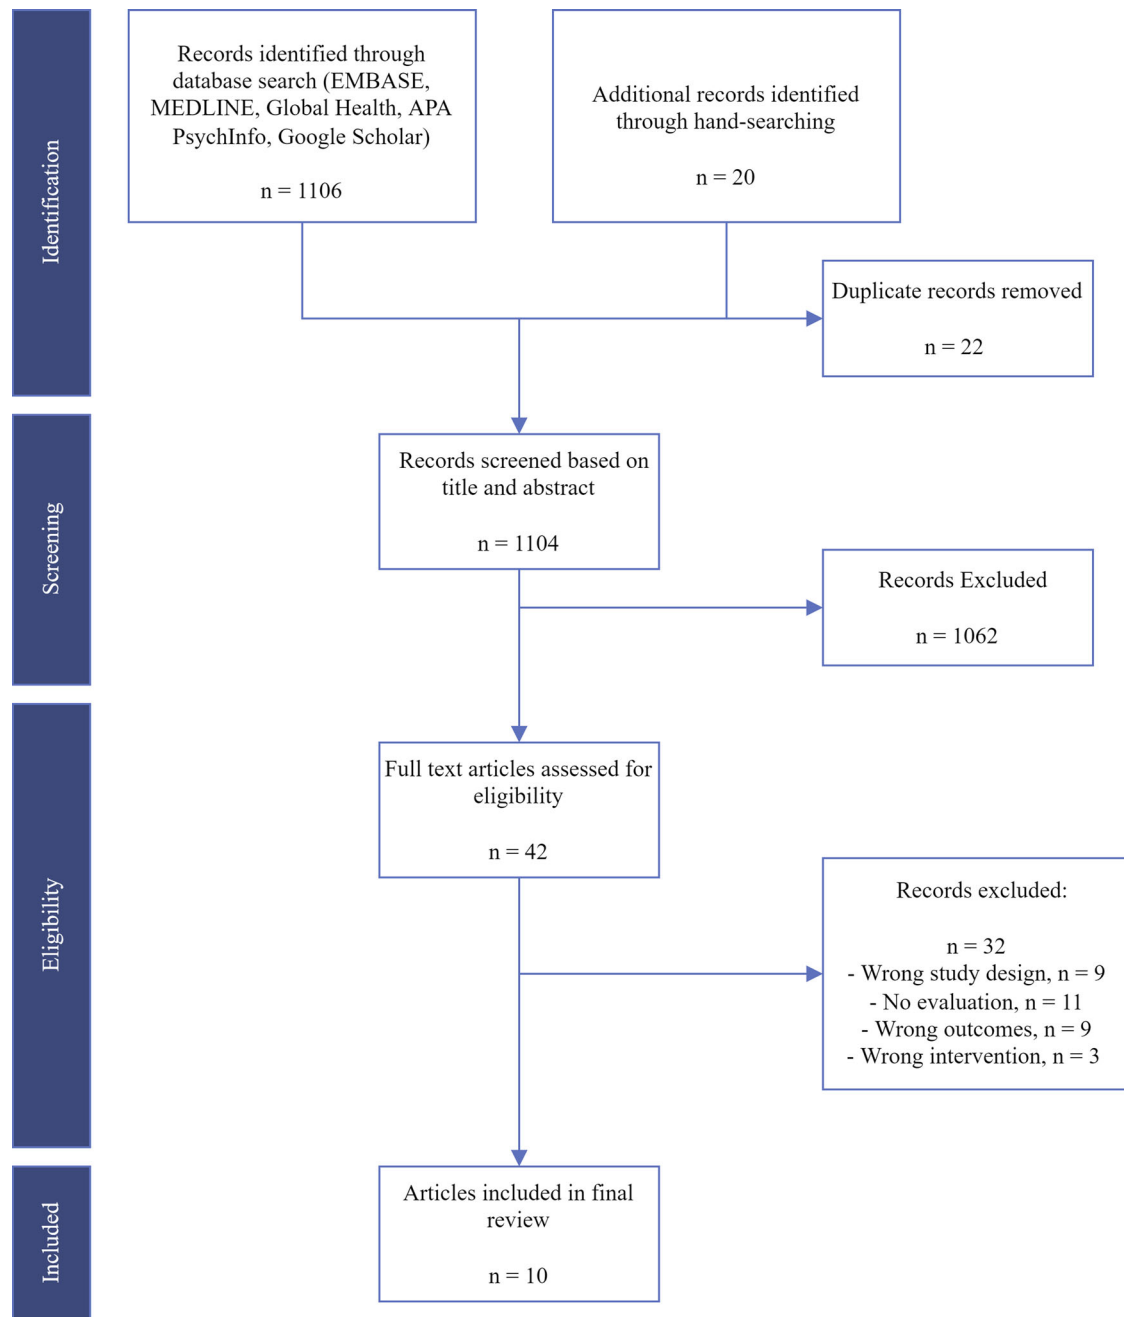 Identification
Records identified through
database search (EMBASE,
MEDLINE, Global Health, APA
PsychInfo, Google Scholar)
n = 1106
Additional records identified
through hand-searching
n = 20
Duplicate records removed
n = 22
Screening
Records screened based on
title and abstract
n = 1104
Records Excluded
n = 1062
Eligibility
Full text articles assessed for
eligibility
n = 42
Records excluded:
n = 32
- Wrong study design, n = 9
- No evaluation, n = 11
- Wrong outcomes, n = 9
- Wrong intervention, n = 3
Included
Articles included in final
review
n = 10